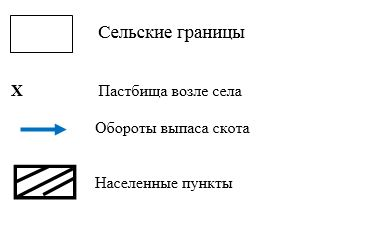 Сельские границы
X Пастбища возле села
Обороты выпаса скота
Населенные пункты